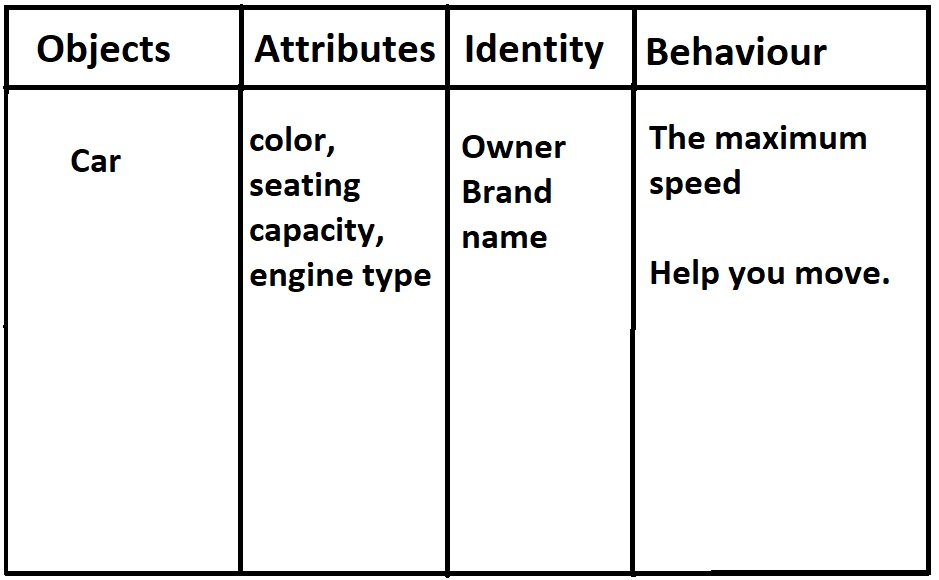 Objects Attributes Identity Behaviour
Car
color,
seating
capacity,
engine type
Owner
Brand
name
The maximum
speed
Help you move.